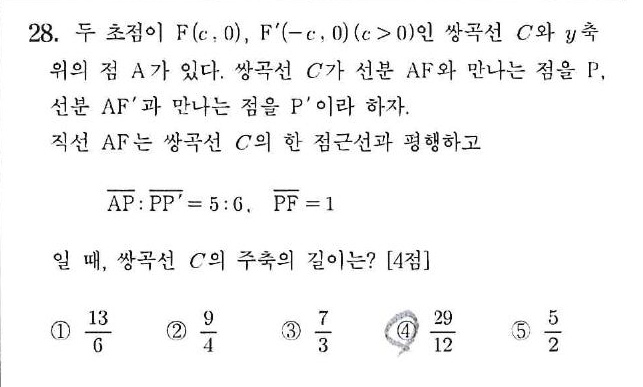 28. 두 초점이 F(c, 0), F′(−c, 0)(c > 0)인 쌍곡선 C와 y축
위의 점 A가 있다. 쌍곡선 C가 선분 AF와 만나는 점을 P,
선분 AF′과 만나는 점을 P′이라 하자.
직선 AF는 쌍곡선 C의 한 점근선과 평행하고
$\overline{AP} : \overline{PP'} = 5 : 6$, $\overline{PF} = 1$
일 때, 쌍곡선 C의 주축의 길이는? [4점]
① $\frac{13}{6}$ ② $\frac{9}{4}$ ③ $\frac{7}{3}$ ④ $\frac{29}{12}$ ⑤ $\frac{5}{2}$